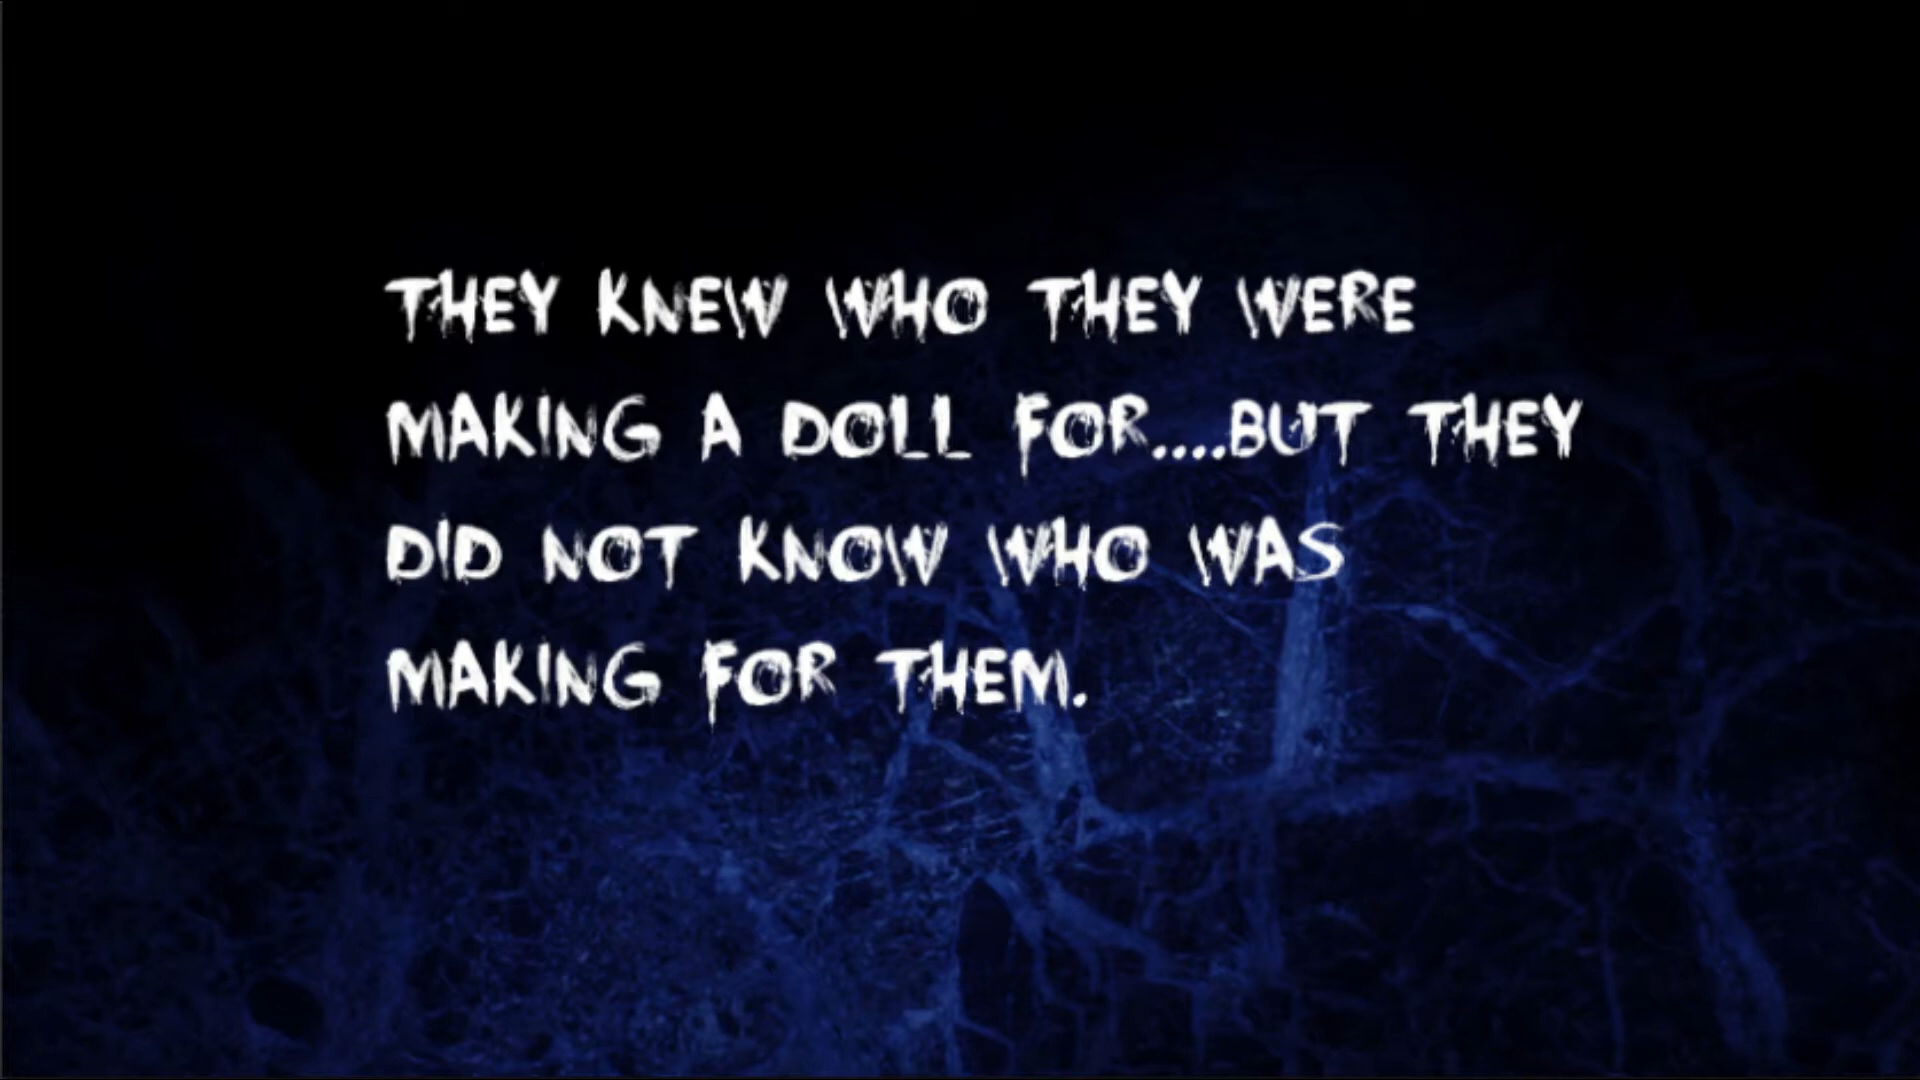 THEY KNEW WHO THEY WERE
MAKING A DOLL FOR....BUT THEY
DID NOT KNOW WHO WAS
MAKING FOR THEM.